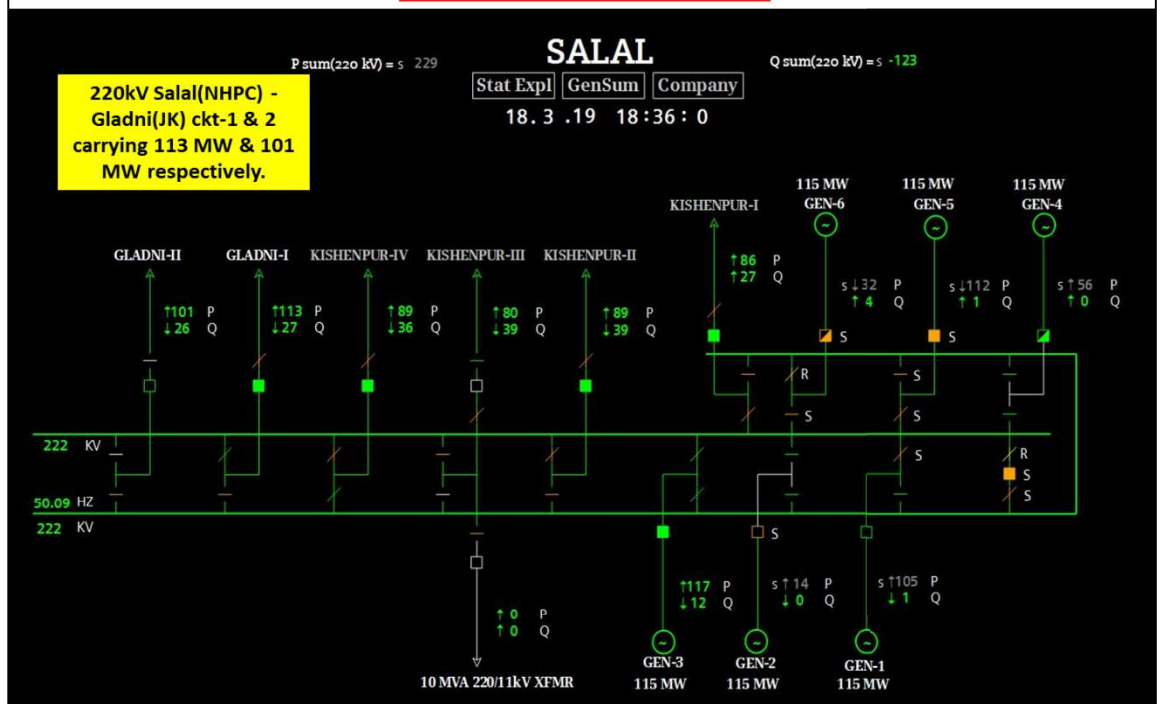 SALAL
P sum(220 kV) = s 229
Q sum(220 kV) = s -123
Stat Expl GenSum Company
18. 3 .19 18:36: 0
220kV Salal(NHPC) -
Gladni(JK) ckt-1 & 2
carrying 113 MW & 101
MW respectively.
115 MW
GEN-6
115 MW
GEN-5
115 MW
GEN-4
KISHENPUR-I
↑86 P
↑27 Q
s↓32 P
↑ 4 Q
s↓112 P
↑ 1 Q
s↑56 P
↑ 0 Q
GLADNI-II
GLADNI-I
KISHENPUR-IV
KISHENPUR-III
KISHENPUR-II
↑101 P
↓26 Q
↑113 P
↓27 Q
↑89 P
↓36 Q
↑80 P
↓39 Q
↑89 P
↓39 Q
S
S
R
S
S
S
222 KV
S
R
S
S
50.09 HZ
222 KV
S
↑ 0 P
↑ 0 Q
↑117 P
↓12 Q
s↑14 P
↓ 0 Q
s↑105 P
↓ 1 Q
10 MVA 220/11kV XFMR
GEN-3
115 MW
GEN-2
115 MW
GEN-1
115 MW